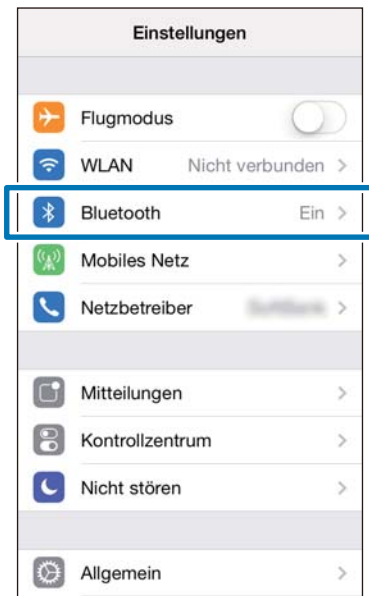 Einstellungen
Flugmodus
WLAN Nicht verbunden
Bluetooth Ein
Mobiles Netz
Netzbetreiber
Mitteilungen
Kontrollzentrum
Nicht stören
Allgemein